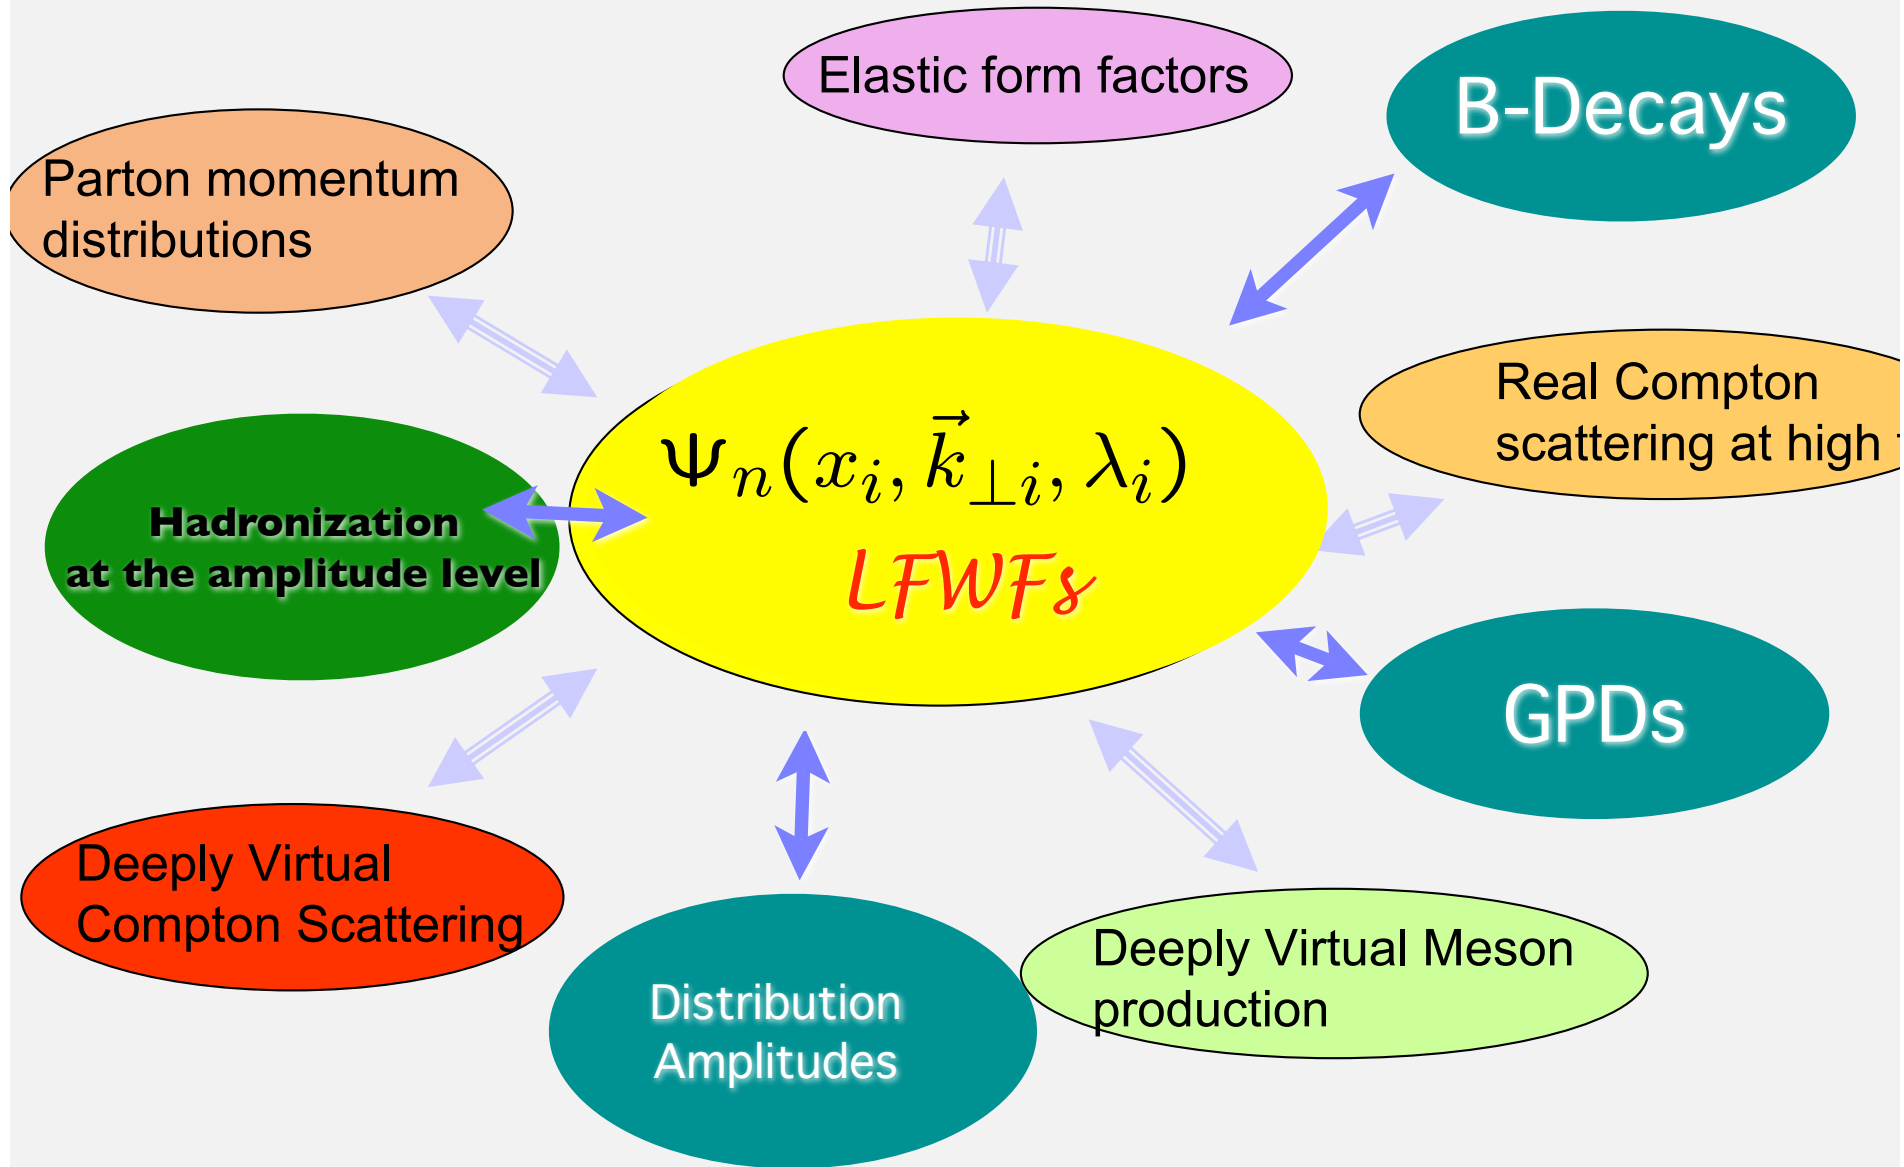 Elastic form factors
B-Decays
Parton momentum
distributions
Real Compton
scattering at high t
Ψₙ(xᵢ, k⃗⊥ᵢ, λᵢ)
LFWFs
Hadronization
at the amplitude level
GPDs
Deeply Virtual
Compton Scattering
Distribution
Amplitudes
Deeply Virtual Meson
production